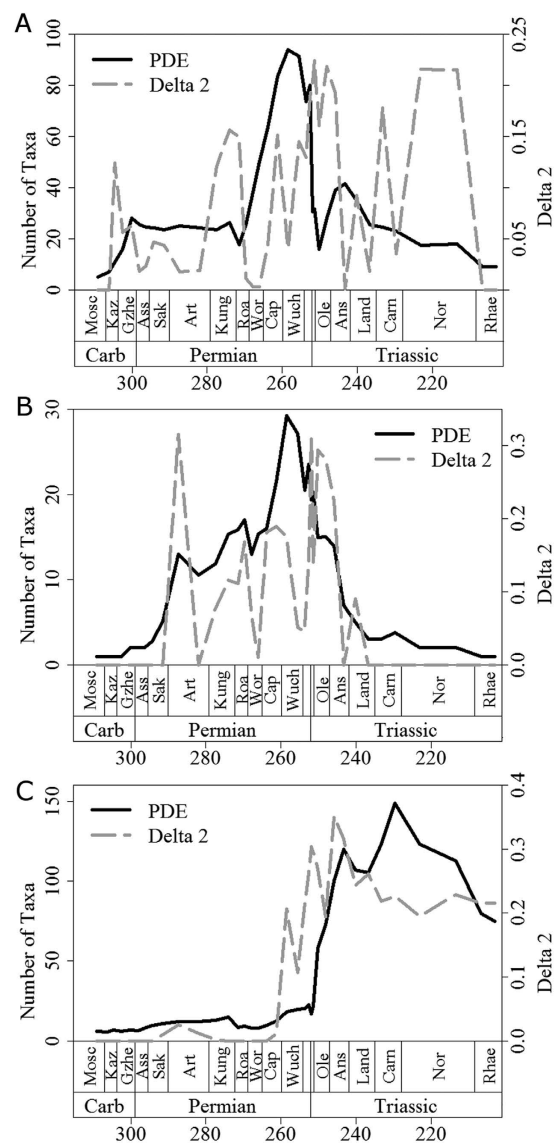 A
PDE
Delta 2
Number of Taxa
0
20
40
60
80
100
Delta 2
0.05
0.15
0.25
Mosc
Kaz
Gzhe
Ass
Sak
Art
Kung
Roa
Wor
Cap
Wuch
Ole
Ans
Land
Carn
Nor
Rhae
Carb
Permian
Triassic
300
280
260
240
220
B
PDE
Delta 2
Number of Taxa
0
10
20
30
Delta 2
0.0
0.1
0.2
0.3
Mosc
Kaz
Gzhe
Ass
Sak
Art
Kung
Roa
Wor
Cap
Wuch
Ole
Ans
Land
Carn
Nor
Rhae
Carb
Permian
Triassic
300
280
260
240
220
C
PDE
Delta 2
Number of Taxa
0
50
100
150
Delta 2
0.0
0.1
0.2
0.3
0.4
Mosc
Kaz
Gzhe
Ass
Sak
Art
Kung
Roa
Wor
Cap
Wuch
Ole
Ans
Land
Carn
Nor
Rhae
Carb
Permian
Triassic
300
280
260
240
220